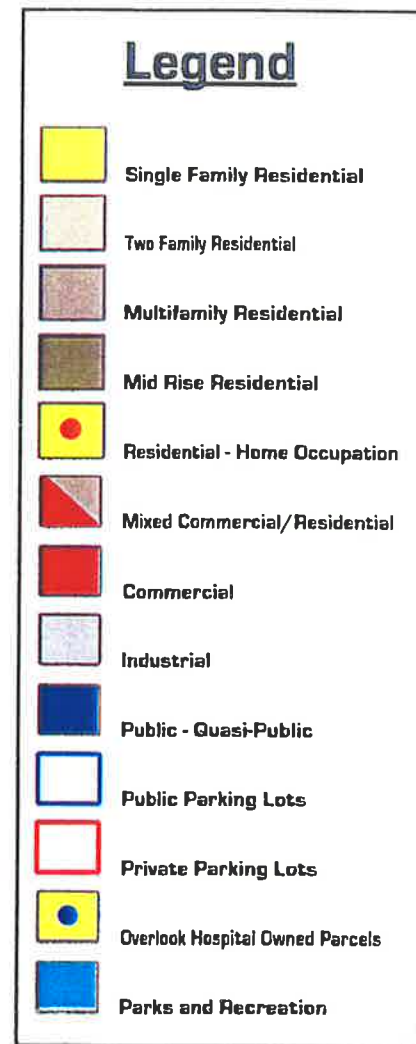 Legend
Single Family Residential
Two Family Residential
Multifamily Residential
Mid Rise Residential
Residential - Home Occupation
Mixed Commercial/Residential
Commercial
Industrial
Public - Quasi-Public
Public Parking Lots
Private Parking Lots
Overlook Hospital Owned Parcels
Parks and Recreation